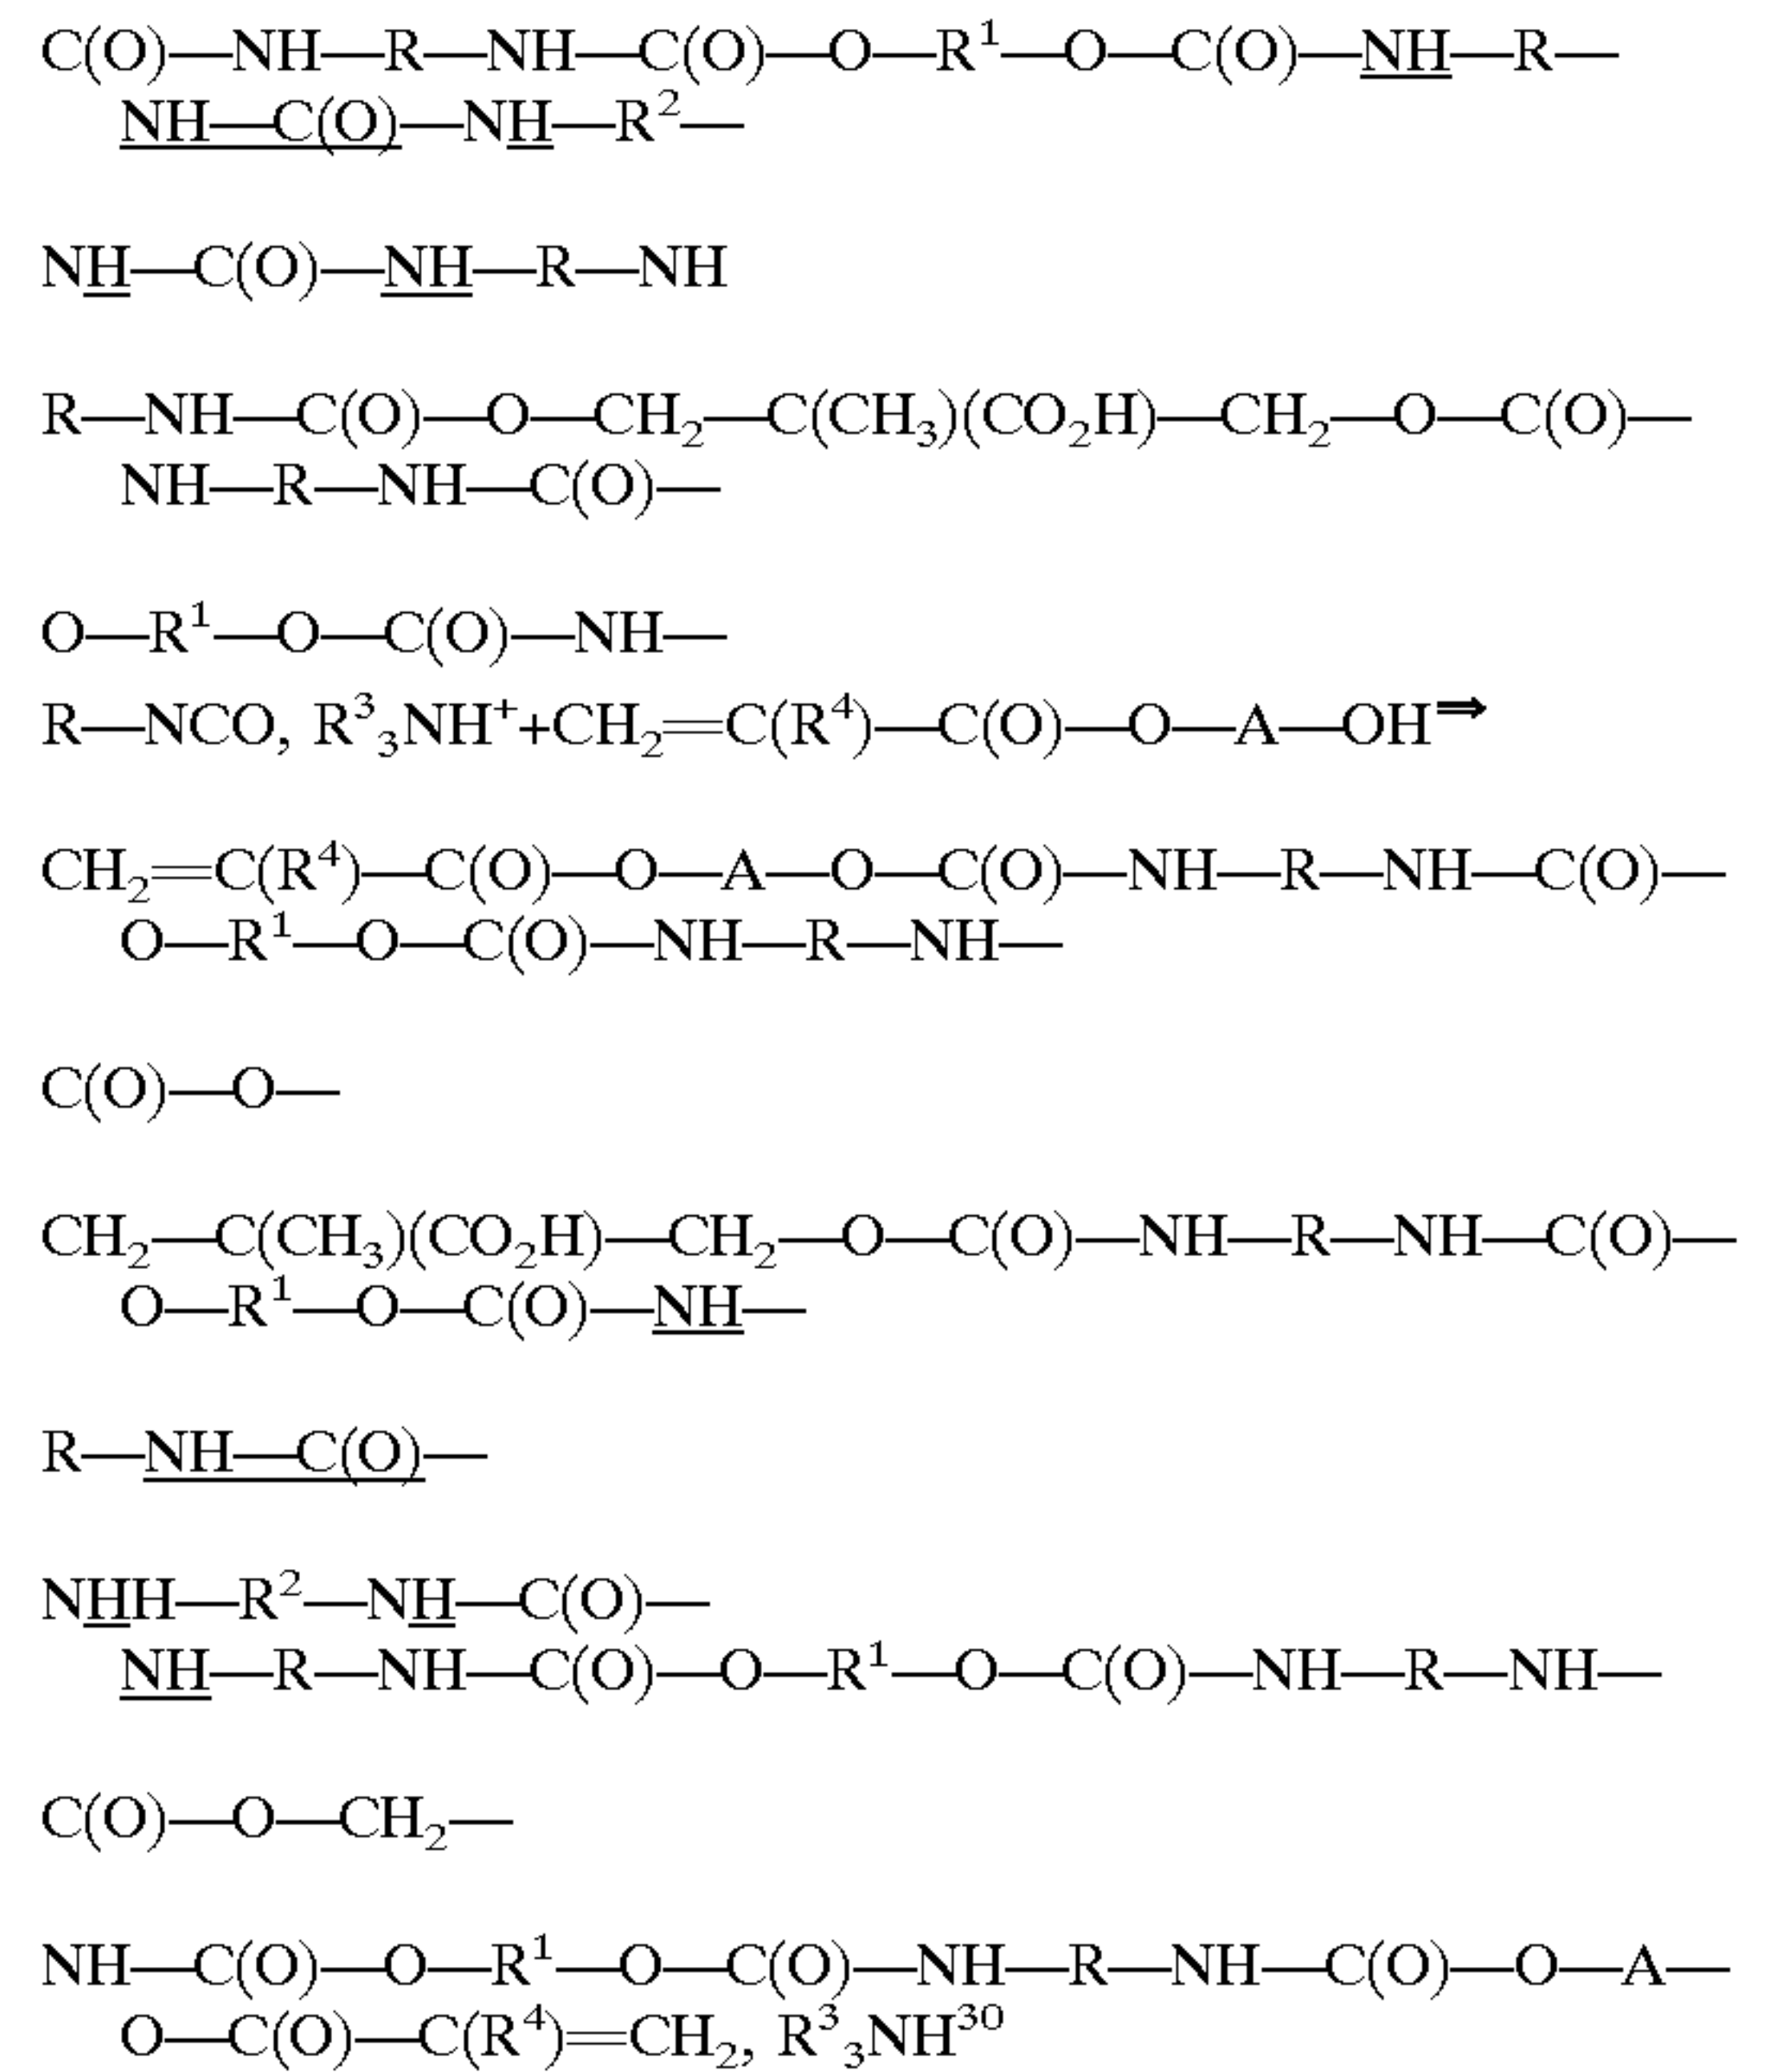 C(O)—NH—R—NH—C(O)—O—R¹—O—C(O)—NH—R—
NH—C(O)—NH—R²—
NH—C(O)—NH—R—NH
R—NH—C(O)—O—CH₂—C(CH₃)(CO₂H)—CH₂—O—C(O)—
NH—R—NH—C(O)—
O—R¹—O—C(O)—NH—
R—NCO, R³₃NH⁺+CH₂=C(R⁴)—C(O)—O—A—OH⇒
CH₂=C(R⁴)—C(O)—O—A—O—C(O)—NH—R—NH—C(O)—
O—R¹—O—C(O)—NH—R—NH—
C(O)—O—
CH₂—C(CH₃)(CO₂H)—CH₂—O—C(O)—NH—R—NH—C(O)—
O—R¹—O—C(O)—NH—
R—NH—C(O)—
NHH—R²—NH—C(O)—
NH—R—NH—C(O)—O—R¹—O—C(O)—NH—R—NH—
C(O)—O—CH₂—
NH—C(O)—O—R¹—O—C(O)—NH—R—NH—C(O)—O—A—
O—C(O)—C(R⁴)=CH₂, R³₃NH³⁰